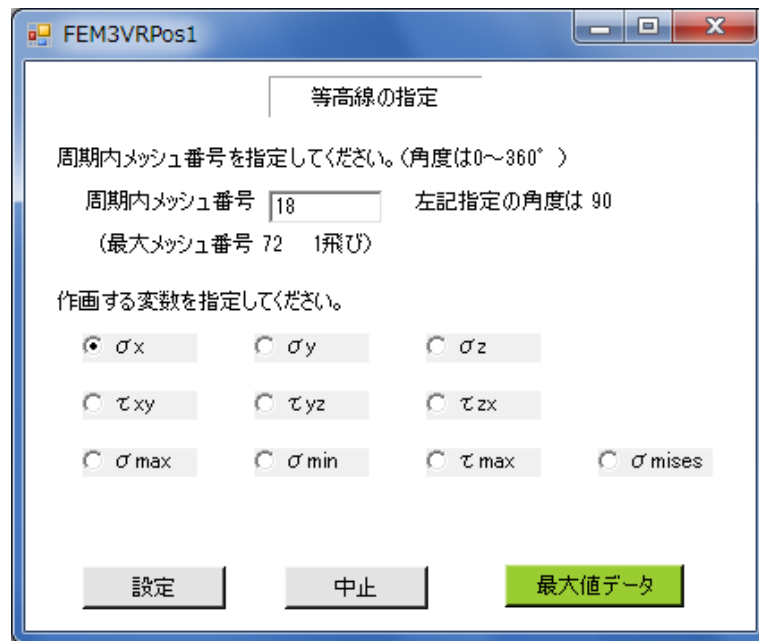 FEM3VRPos1
等高線の指定
周期内メッシュ番号を指定してください。(角度は0～360°)
周期内メッシュ番号 18 左記指定の角度は 90
(最大メッシュ番号 72 1飛び)
作画する変数を指定してください。
σx σy σz
τxy τyz τzx
σmax σmin τmax σmises
設定 中止 最大値データ